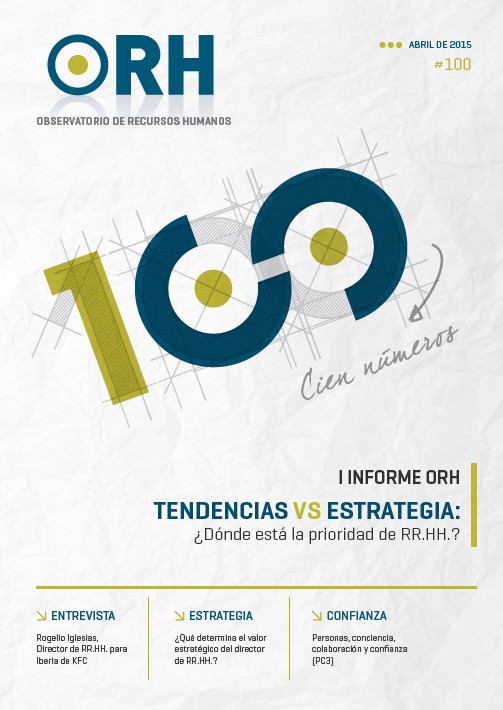 ORH
OBSERVATORIO DE RECURSOS HUMANOS
ABRIL DE 2015
#100
100
Cien números
I INFORME ORH
TENDENCIAS VS ESTRATEGIA:
¿Dónde está la prioridad de RR.HH.?
ENTREVISTA
Rogelio Iglesias,
Director de RR.HH. para
Iberia de KFC
ESTRATEGIA
¿Qué determina el valor
estratégico del director
de RR.HH.?
CONFIANZA
Personas, conciencia,
colaboración y confianza
(PC3)